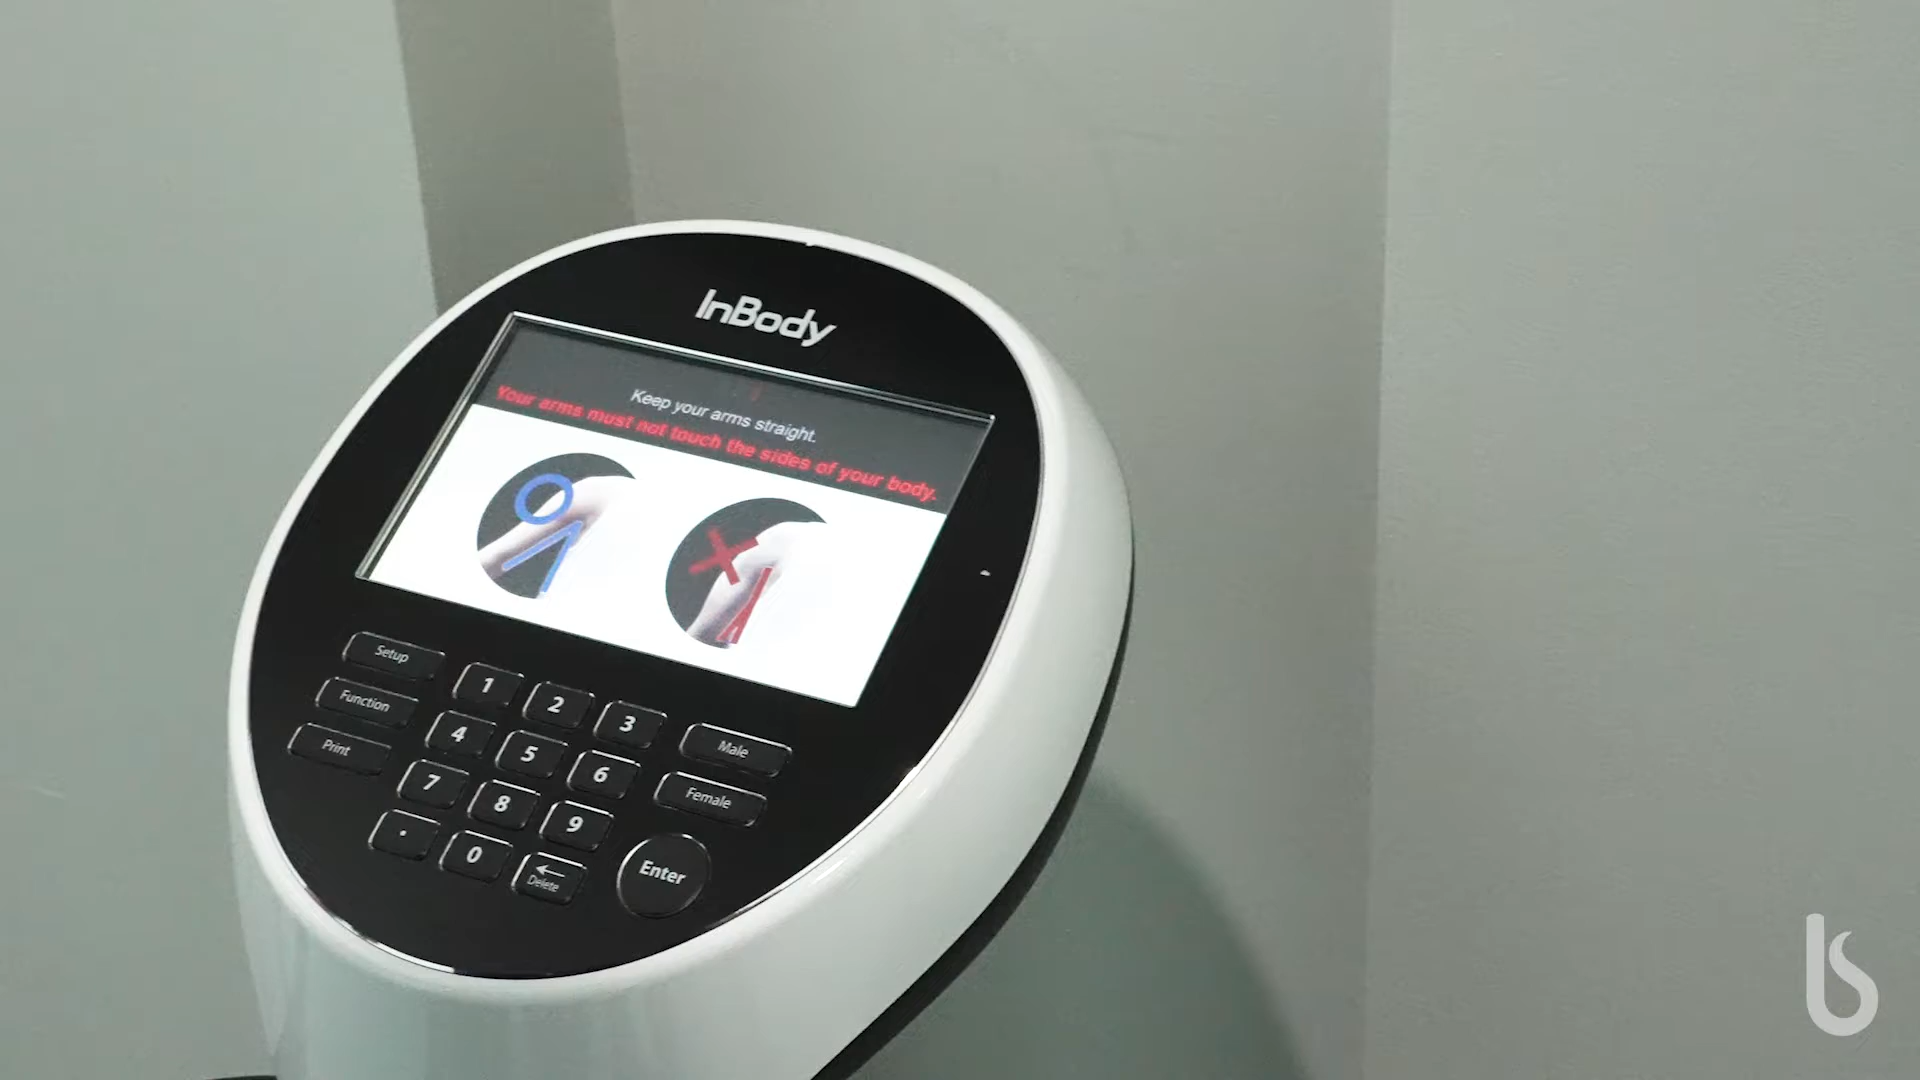 InBody
Keep your arms straight.
Your arms must not touch the sides of your body.
Setup
Function
Print
1 2 3
4 5 6
7 8 9
. 0 ← Delete
Male
Female
Enter